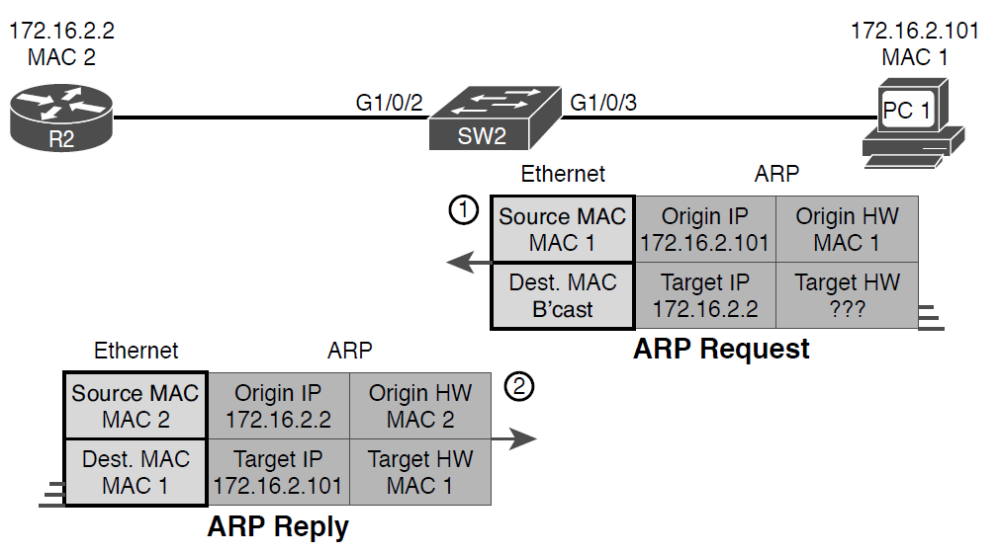 172.16.2.2
MAC 2
R2
G1/0/2
SW2
G1/0/3
172.16.2.101
MAC 1
PC 1
Ethernet
ARP
1
Source MAC
MAC 1
Origin IP
172.16.2.101
Origin HW
MAC 1
Dest. MAC
B'cast
Target IP
172.16.2.2
Target HW
???
ARP Request
Ethernet
ARP
Source MAC
MAC 2
Origin IP
172.16.2.2
Origin HW
MAC 2
2
Dest. MAC
MAC 1
Target IP
172.16.2.101
Target HW
MAC 1
ARP Reply